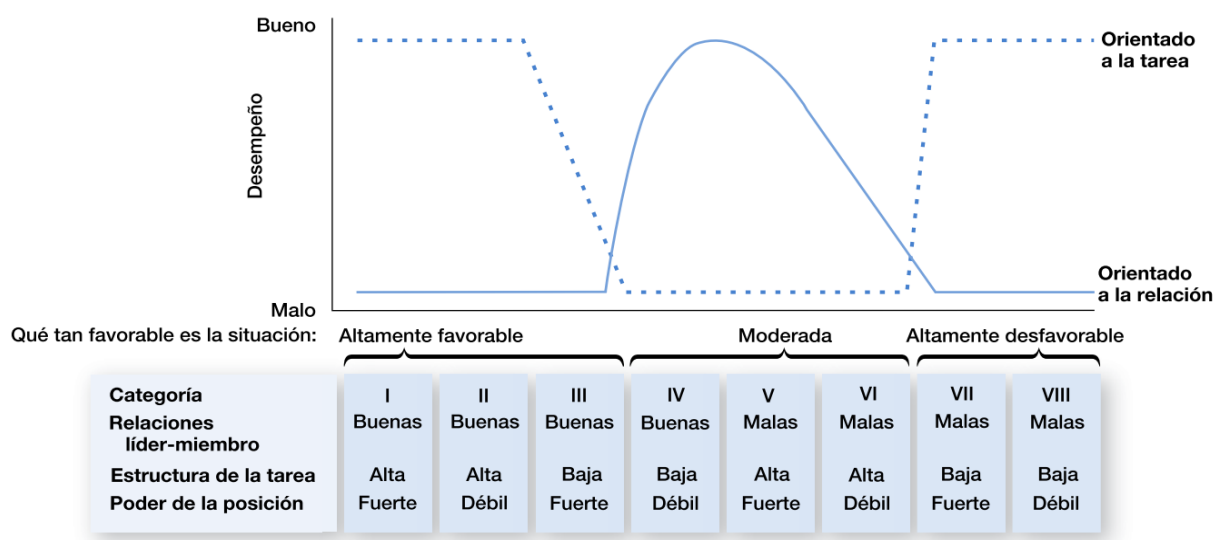 Bueno
Desempeño
Malo
Orientado
a la tarea
Orientado
a la relación
Qué tan favorable es la situación: Altamente favorable Moderada Altamente desfavorable
Categoría I II III IV V VI VII VIII
Relaciones Buenas Buenas Buenas Buenas Malas Malas Malas Malas
líder-miembro
Estructura de la tarea Alta Alta Baja Baja Alta Alta Baja Baja
Poder de la posición Fuerte Débil Fuerte Débil Fuerte Débil Fuerte Débil